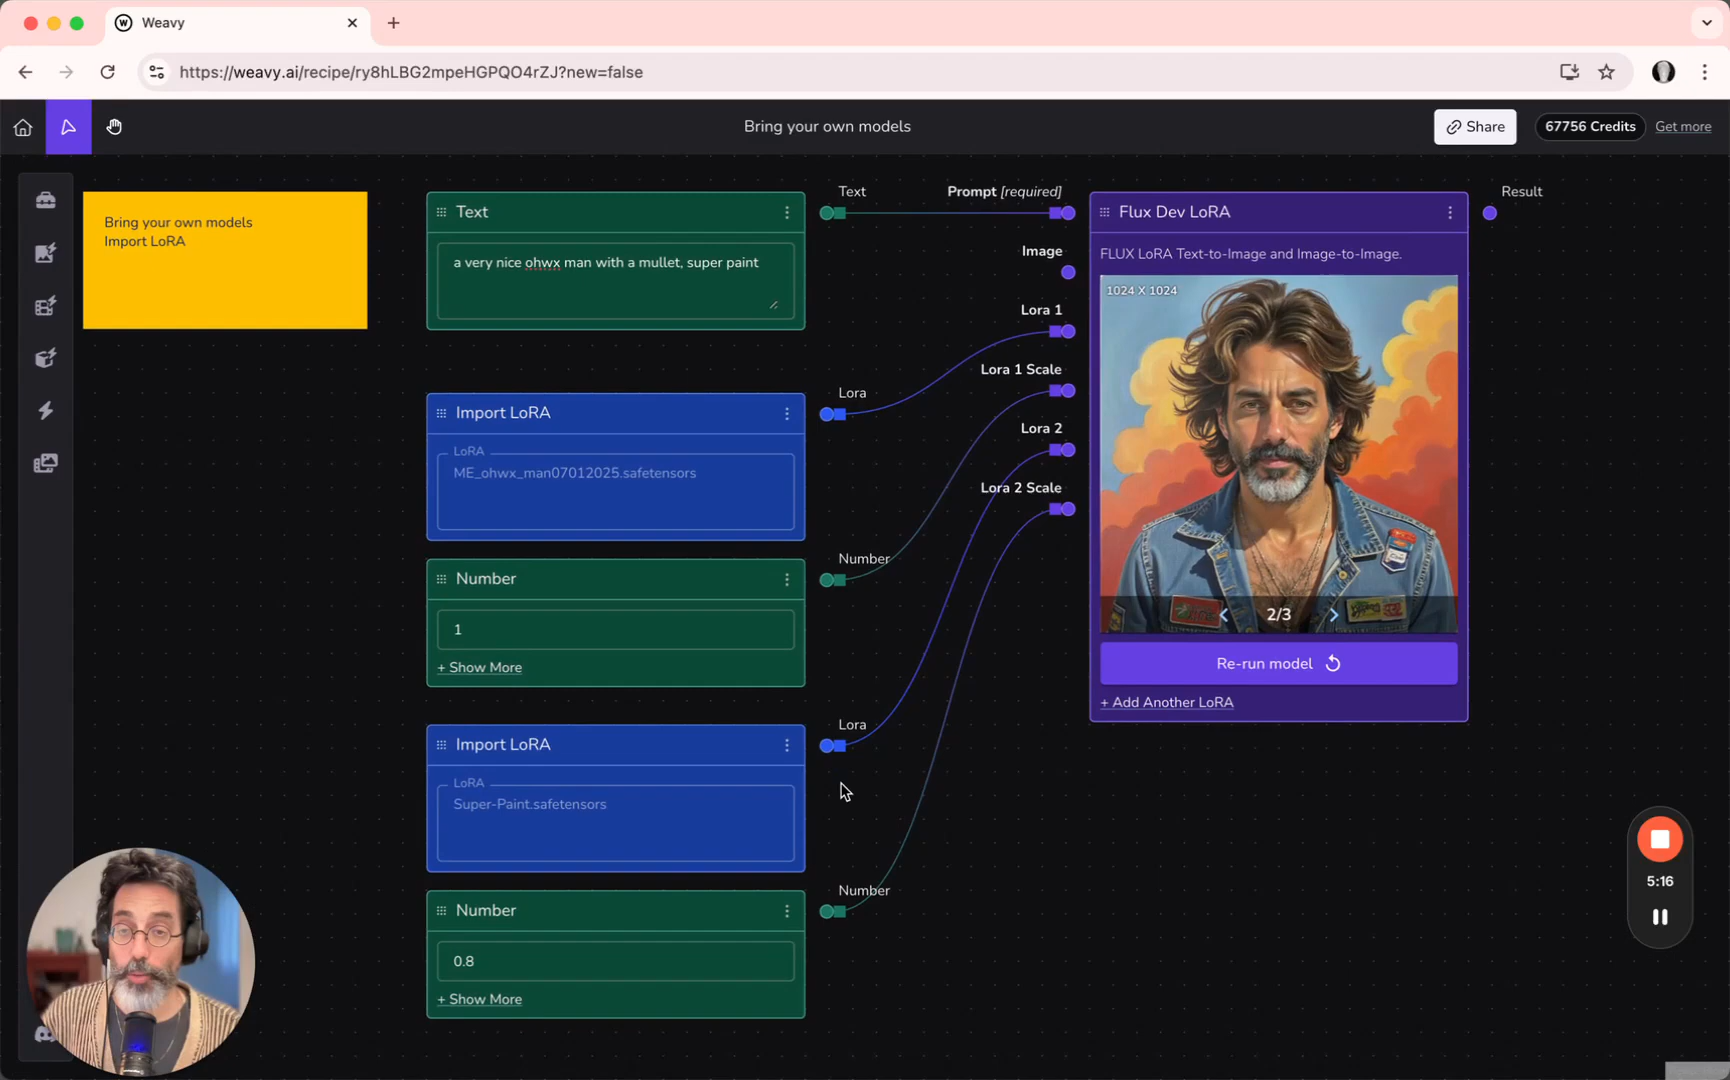 Weavy
https://weavy.ai/recipe/ry8hLBG2mpeHGPQO4rZJ?new=false
Bring your own models
Share
67756 Credits
Get more
Bring your own models
Import LoRA
Text
a very nice ohwx man with a mullet, super paint
Text
Import LoRA
LoRA
ME_ohwx_man07012025.safetensors
Lora
Number
1
+ Show More
Number
Import LoRA
LoRA
Super-Paint.safetensors
Lora
Number
0.8
+ Show More
Number
Prompt [required]
Image
Lora 1
Lora 1 Scale
Lora 2
Lora 2 Scale
Flux Dev LoRA
FLUX LoRA Text-to-Image and Image-to-Image.
1024 X 1024
2/3
Re-run model
+ Add Another LoRA
Result
5:16